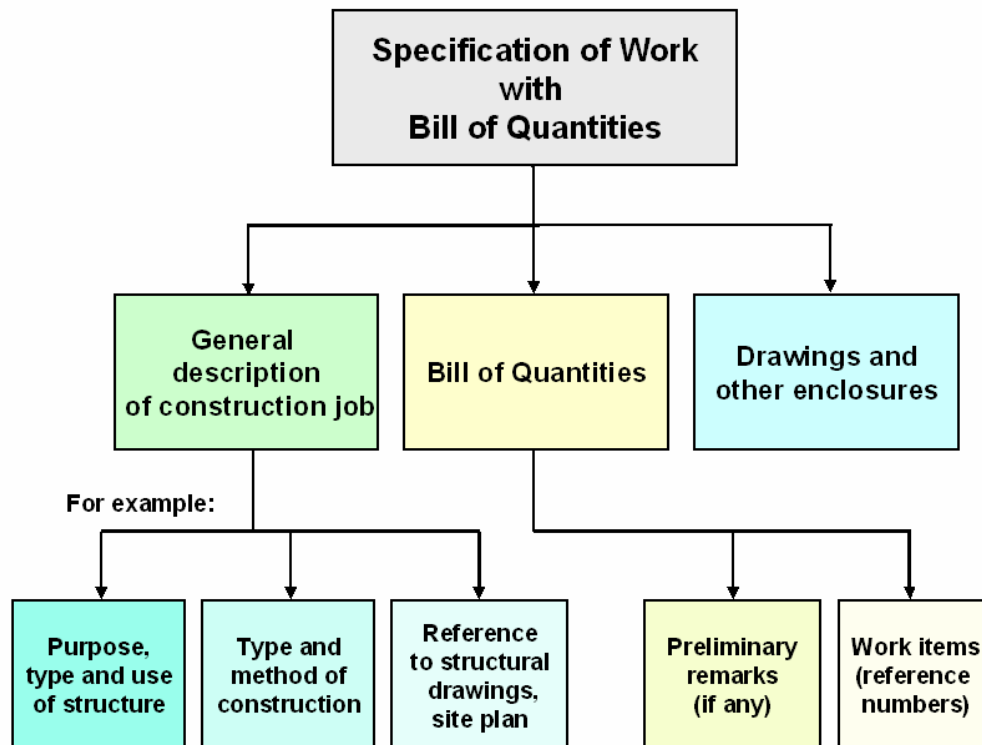 Specification of Work
with
Bill of Quantities
General
description
of construction job
Bill of Quantities
Drawings and
other enclosures
For example:
Purpose,
type and use
of structure
Type and
method of
construction
Reference
to structural
drawings,
site plan
Preliminary
remarks
(if any)
Work items
(reference
numbers)